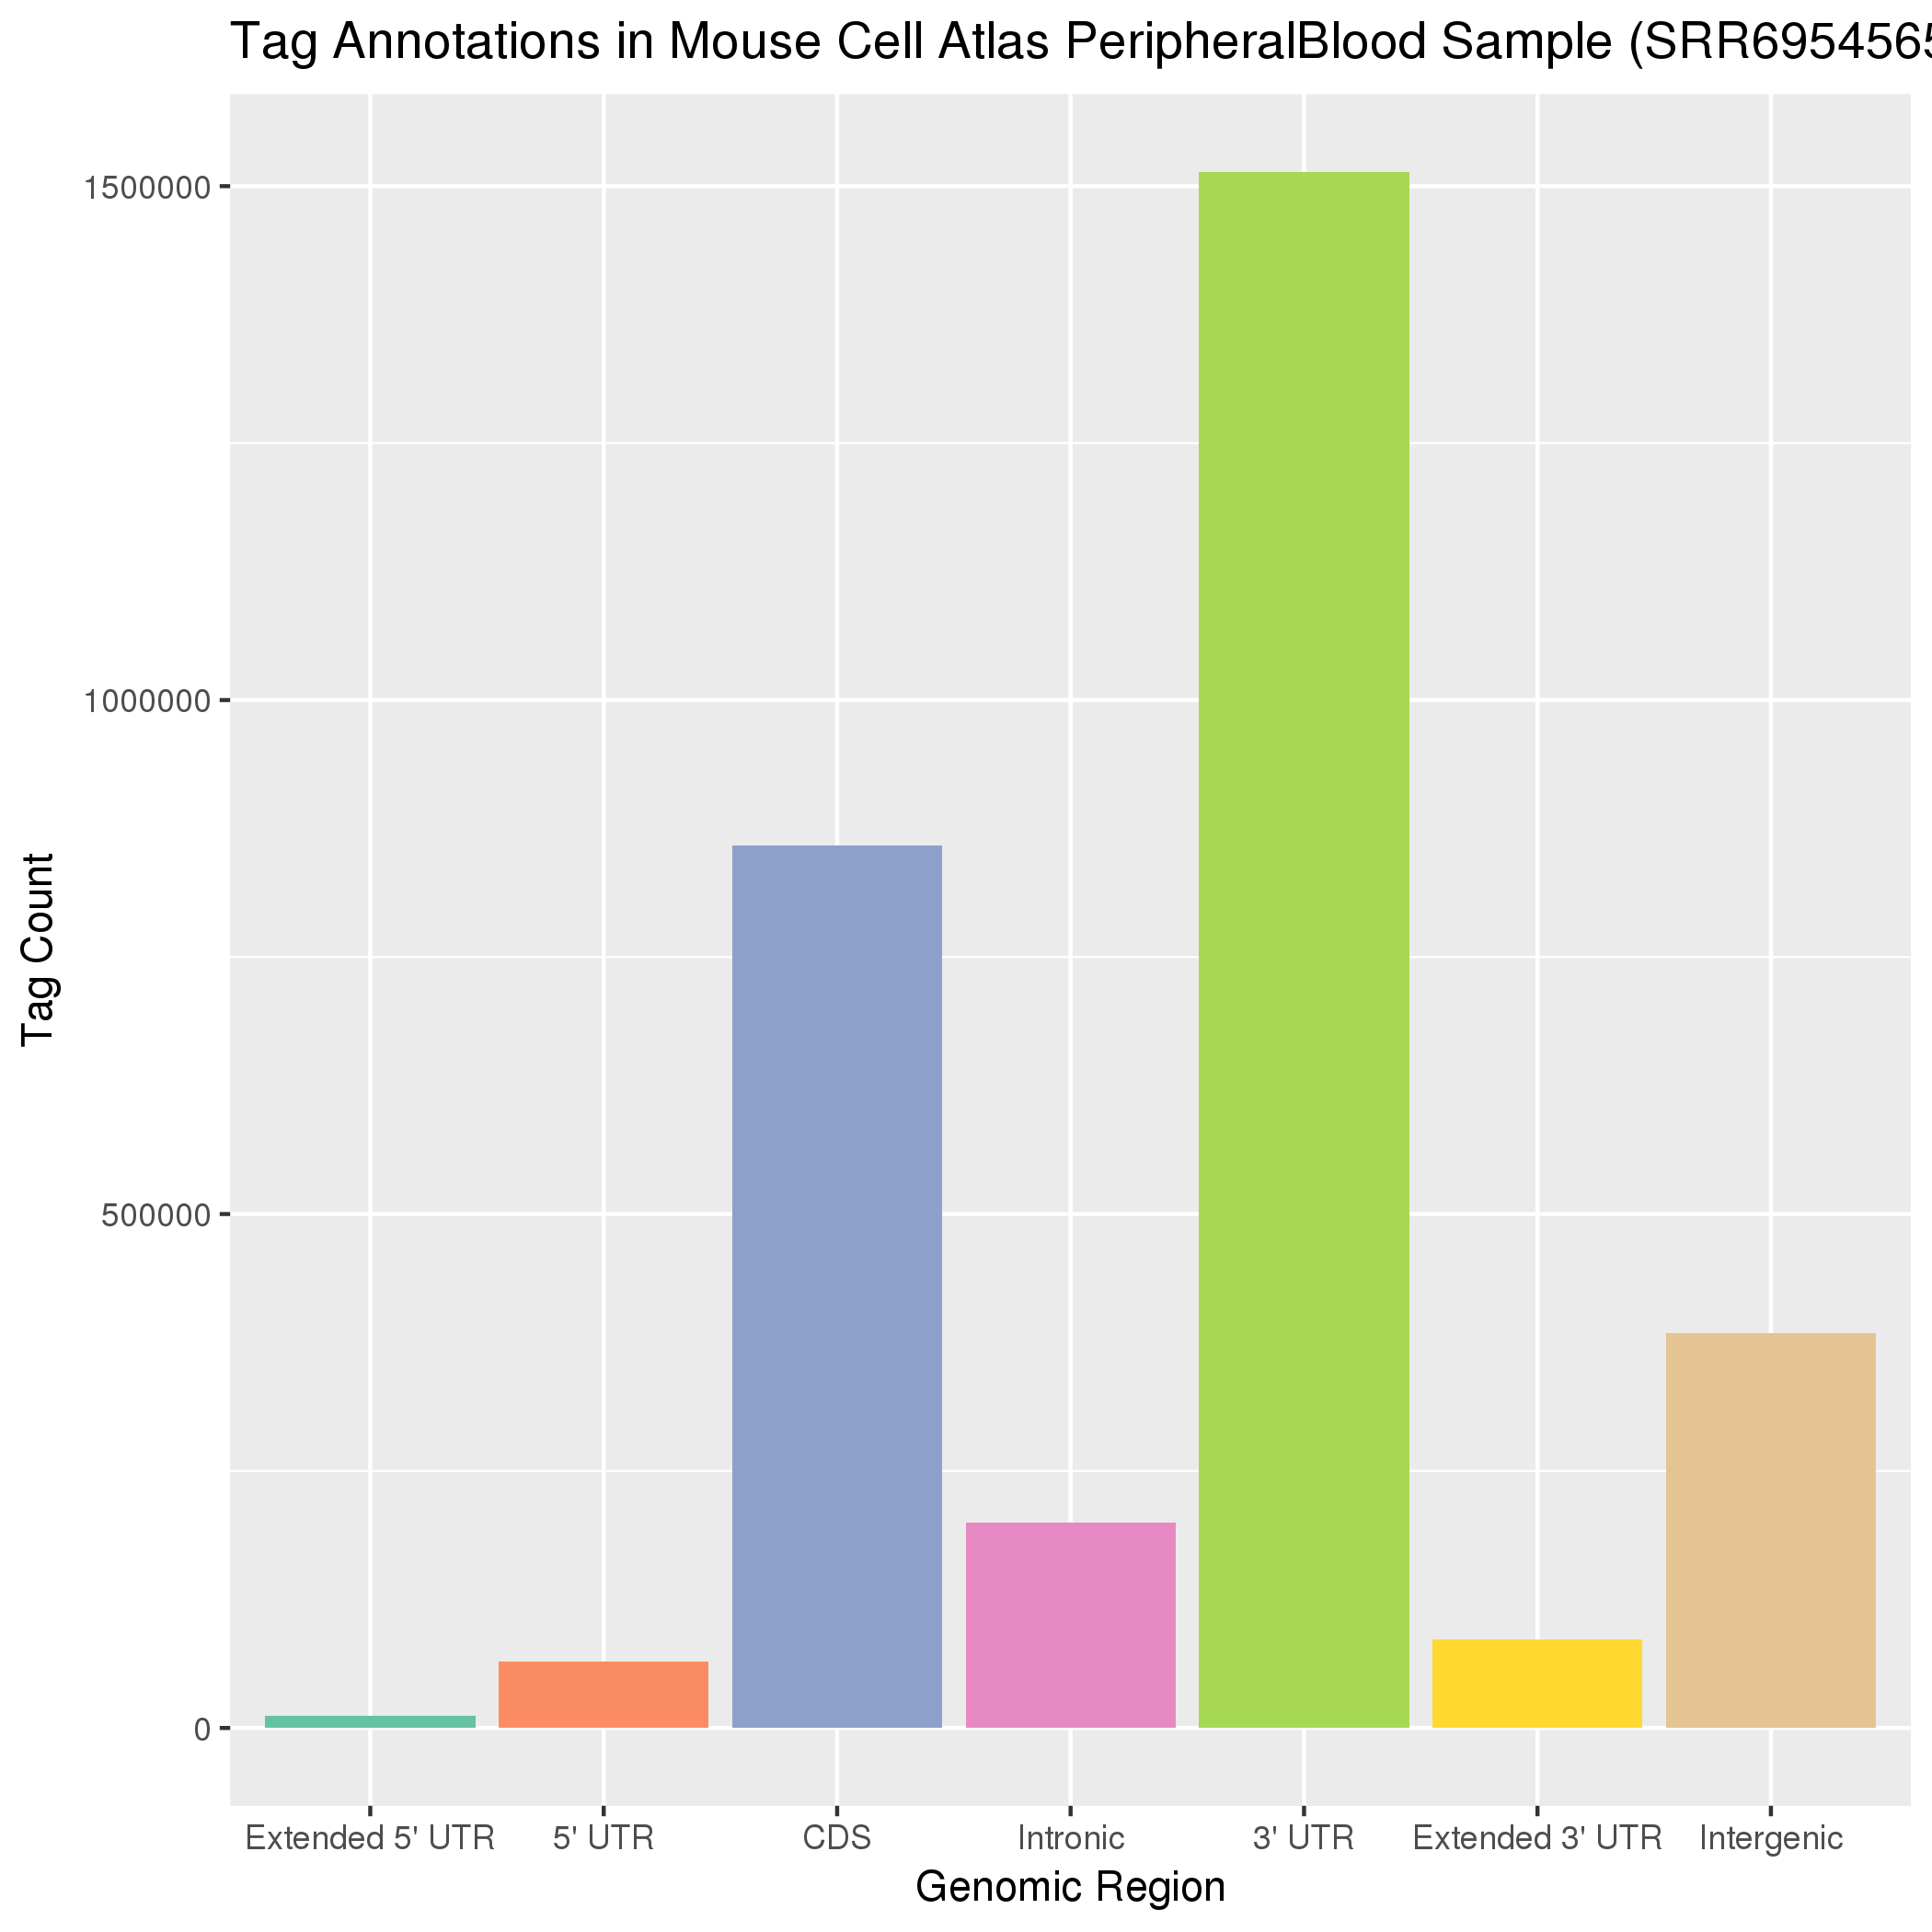 Tag Annotations in Mouse Cell Atlas PeripheralBlood Sample (SRR6954565
1500000
1000000
500000
0
Tag Count
Extended 5' UTR 5' UTR CDS Intronic 3' UTR Extended 3' UTR Intergenic
Genomic Region